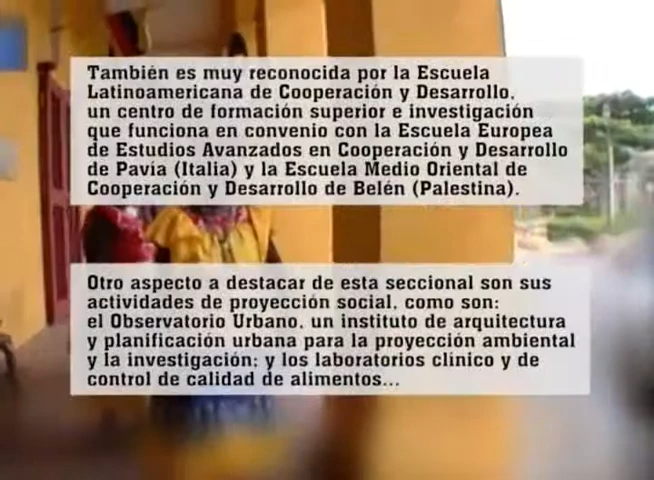 También es muy reconocida por la Escuela
Latinoamericana de Cooperación y Desarrollo,
un centro de formación superior e investigación
que funciona en convenio con la Escuela Europea
de Estudios Avanzados en Cooperación y Desarrollo
de Pavía (Italia) y la Escuela Medio Oriental de
Cooperación y Desarrollo de Belén (Palestina).
Otro aspecto a destacar de esta seccional son sus
actividades de proyección social, como son:
el Observatorio Urbano, un instituto de arquitectura
y planificación urbana para la proyección ambiental
y la investigación; y los laboratorios clínico y de
control de calidad de alimentos...